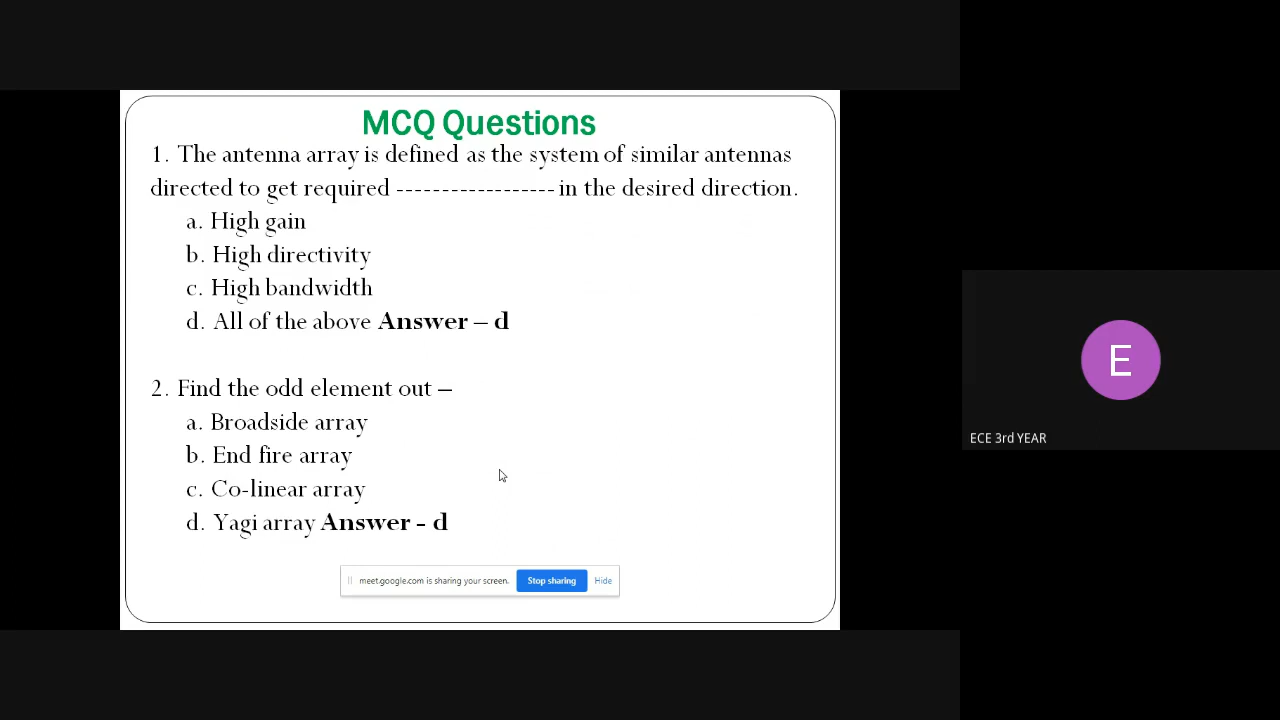 MCQ Questions
1. The antenna array is defined as the system of similar antennas
directed to get required ------------------ in the desired direction.
a. High gain
b. High directivity
c. High bandwidth
d. All of the above Answer – d
2. Find the odd element out –
a. Broadside array
b. End fire array
c. Co-linear array
d. Yagi array Answer - d
meet.google.com is sharing your screen. Stop sharing Hide
E
ECE 3rd YEAR